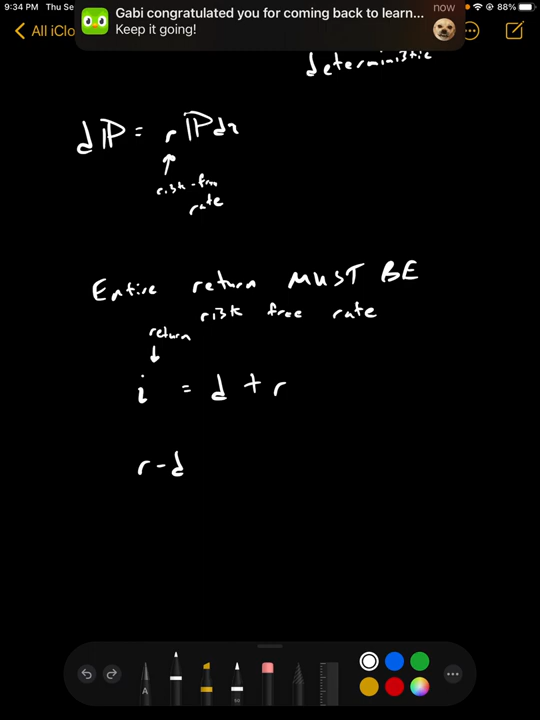 9:34 PM Thu Se
Gabi congratulated you for coming back to learn...
now
88%
Keep it going!
All iClo
deterministic
dℙ = rℙdt
risk-free
rate
Entire return MUST BE
risk free rate
return
i = d + r
r-d
A